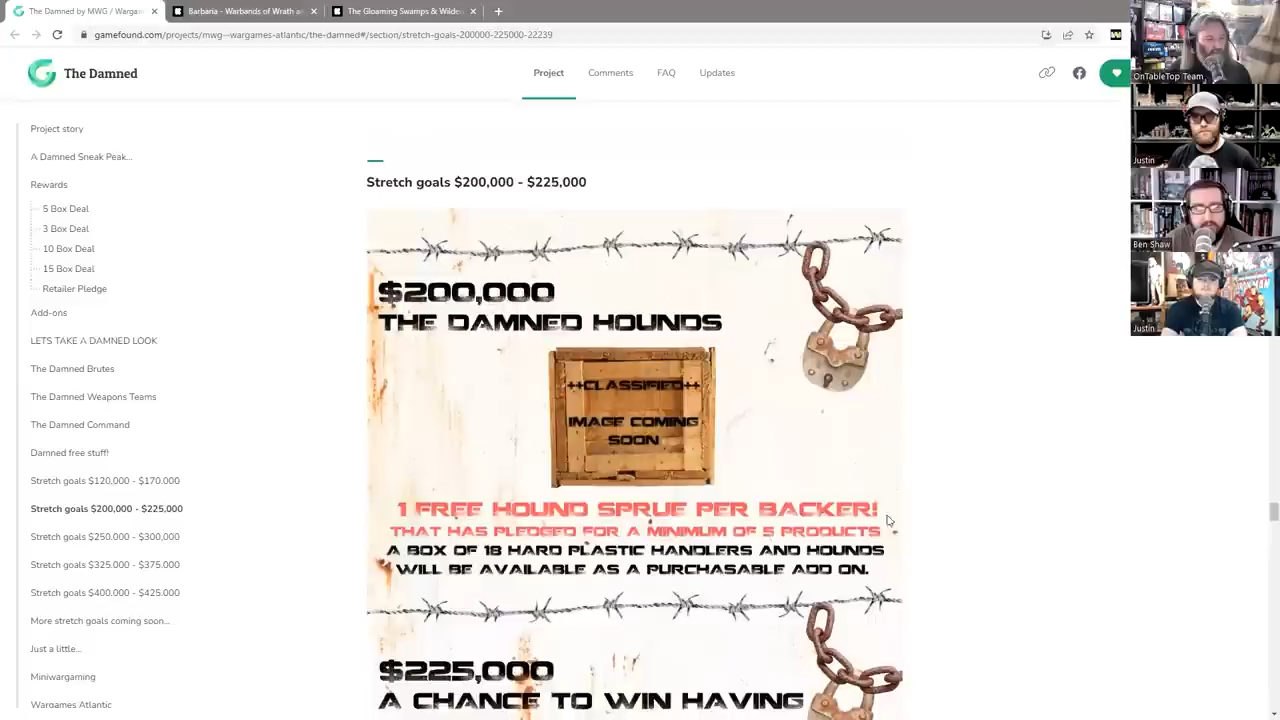 The Damned by MWG / Wargam
Barbaria - Warbands of Wrath a
The Gloaming Swamps & Wilder
gamefound.com/projects/mwg--wargames-atlantic/the-damned#/section/stretch-goals-200000-225000-22239
The Damned
Project
Comments
FAQ
Updates
Project story
A Damned Sneak Peak...
Rewards
5 Box Deal
3 Box Deal
10 Box Deal
15 Box Deal
Retailer Pledge
Add-ons
LETS TAKE A DAMNED LOOK
The Damned Brutes
The Damned Weapons Teams
The Damned Command
Damned free stuff!
Stretch goals $120,000 - $170.000
Stretch goals $200,000 - $225,000
Stretch goals $250.000 - $300,000
Stretch goals $325.000 - $375.000
Stretch goals $400.000 - $425.000
More stretch goals coming soon...
Just a little...
Miniwargaming
Wargames Atlantic
Stretch goals $200,000 - $225,000
$200,000
THE DAMNED HOUNDS
++CLASSIFIED++
IMAGE COMING
SOON
1 FREE HOUND SPRUE PER BACKER!
THAT HAS PLEDGED FOR A MINIMUM OF 5 PRODUCTS
A BOX OF 18 HARD PLASTIC HANDLERS AND HOUNDS
WILL BE AVAILABLE AS A PURCHASABLE ADD ON.
$225,000
A CHANCE TO WIN HAVING
OnTableTop Team
Justin
Ben Shaw
Justin